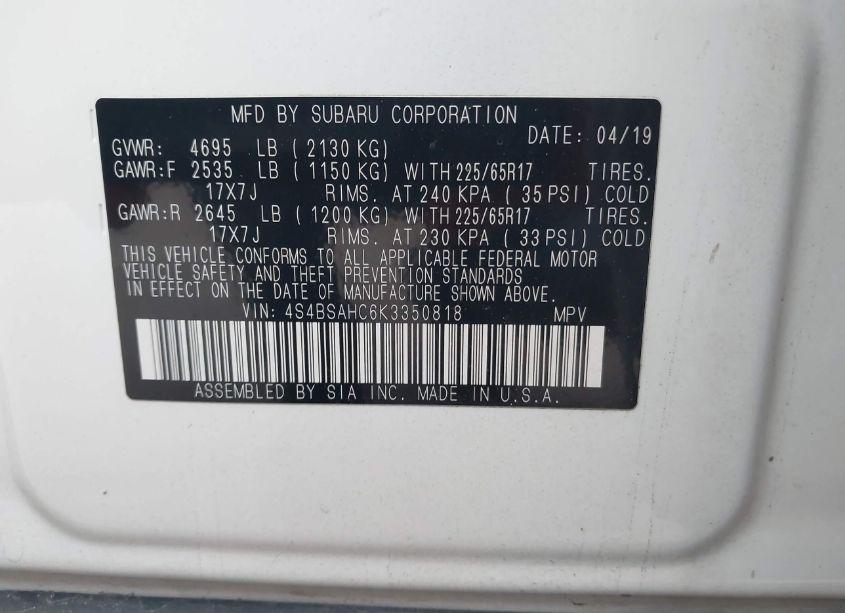 MFD BY SUBARU CORPORATION
DATE: 04/19
GVWR: 4695 LB ( 2130 KG)
GAWR:F 2535 LB ( 1150 KG) WITH 225/65R17 TIRES.
17X7J RIMS. AT 240 KPA ( 35 PSI) COLD
GAWR:R 2645 LB ( 1200 KG) WITH 225/65R17 TIRES.
17X7J RIMS. AT 230 KPA ( 33 PSI) COLD
THIS VEHICLE CONFORMS TO ALL APPLICABLE FEDERAL MOTOR
VEHICLE SAFETY AND THEFT PREVENTION STANDARDS
IN EFFECT ON THE DATE OF MANUFACTURE SHOWN ABOVE.
VIN: 4S4BSAHC6K3350818 MPV
ASSEMBLED BY SIA INC. MADE IN U.S.A.